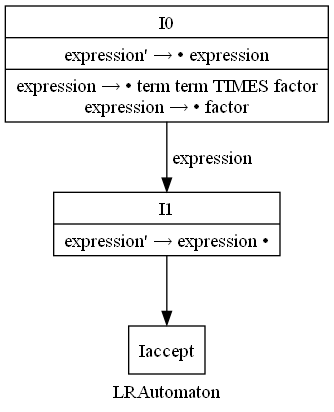 I0
expression' → • expression
expression → • term term TIMES factor
expression → • factor
expression
I1
expression' → expression •
Iaccept
LRAutomaton